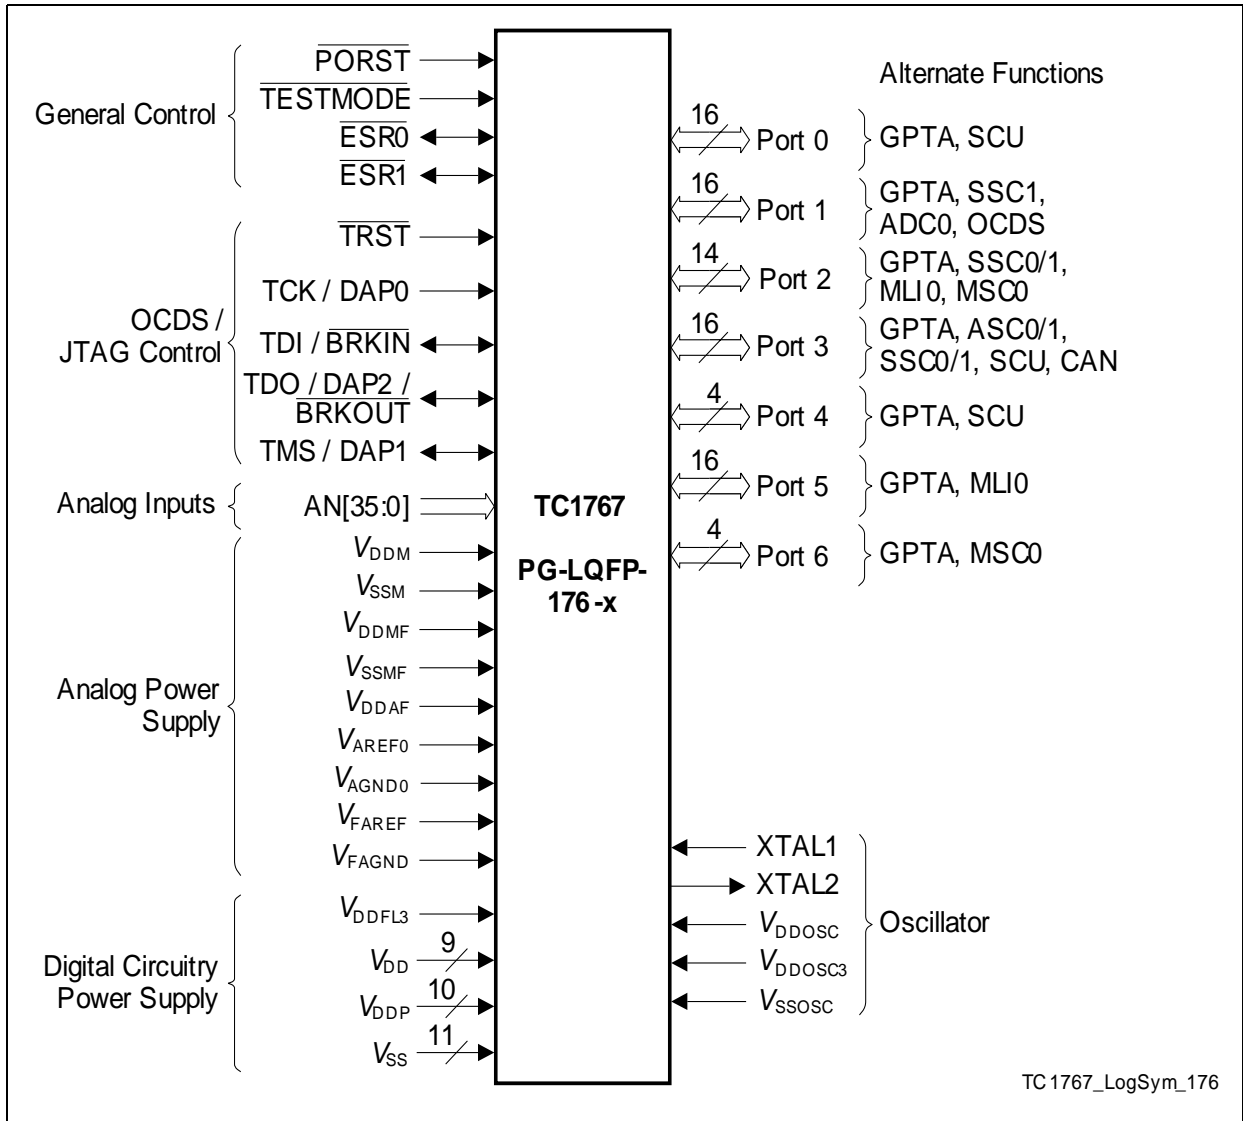 General Control
PORST
TESTMODE
ESR0
ESR1
OCDS /
JTAG Control
TRST
TCK / DAP0
TDI / BRKIN
TDO / DAP2 /
BRKOUT
TMS / DAP1
Analog Inputs
AN[35:0]
Analog Power
Supply
VDDM
VSSM
VDDMF
VSSMF
VDDAF
VAREF0
VAGND0
VFAREF
VFAGND
Digital Circuitry
Power Supply
VDDFL3
VDD
9
VDDP
10
VSS
11
TC1767
PG-LQFP-
176-x
Alternate Functions
16
Port 0
GPTA, SCU
16
Port 1
GPTA, SSC1,
ADC0, OCDS
14
Port 2
GPTA, SSC0/1,
MLI0, MSC0
16
Port 3
GPTA, ASC0/1,
SSC0/1, SCU, CAN
4
Port 4
GPTA, SCU
16
Port 5
GPTA, MLI0
4
Port 6
GPTA, MSC0
XTAL1
XTAL2
VDDOSC
VDDOSC3
VSSOSC
Oscillator
TC1767_LogSym_176